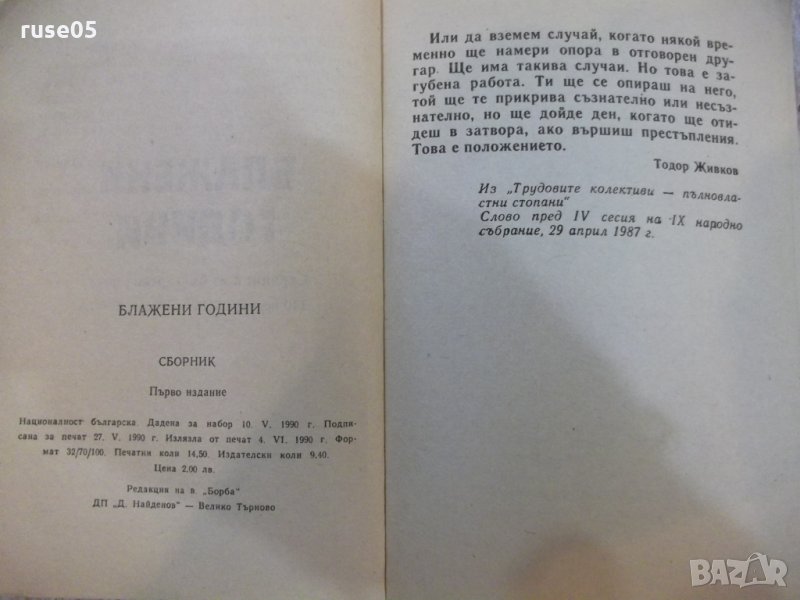 ruse05
БЛАЖЕНИ ГОДИНИ
СБОРНИК
Първо издание
Националност българска. Дадена за набор 10. V. 1990 г. Подпи-
сана за печат 27. V. 1990 г. Излязла от печат 4. VI. 1990 г. Фор-
мат 32/70/100. Печатни коли 14,50. Издателски коли 9.40.
Цена 2.00 лв.
Редакция на в. „Борба"
ДП „Д. Найденов" — Велико Търново
Или да вземем случай, когато някой вре-
менно ще намери опора в отговорен дру-
гар. Ще има такива случаи. Но това е за-
губена работа. Ти ще се опираш на него,
той ще те прикрива съзнателно или несъз-
нателно, но ще дойде ден, когато ще оти-
деш в затвора, ако вършиш престъпления.
Това е положението.
Тодор Живков
Из „Трудовите колективи — пълновла-
стни стопани"
Слово пред IV сесия на IX народно
събрание, 29 април 1987 г.
BAZAR